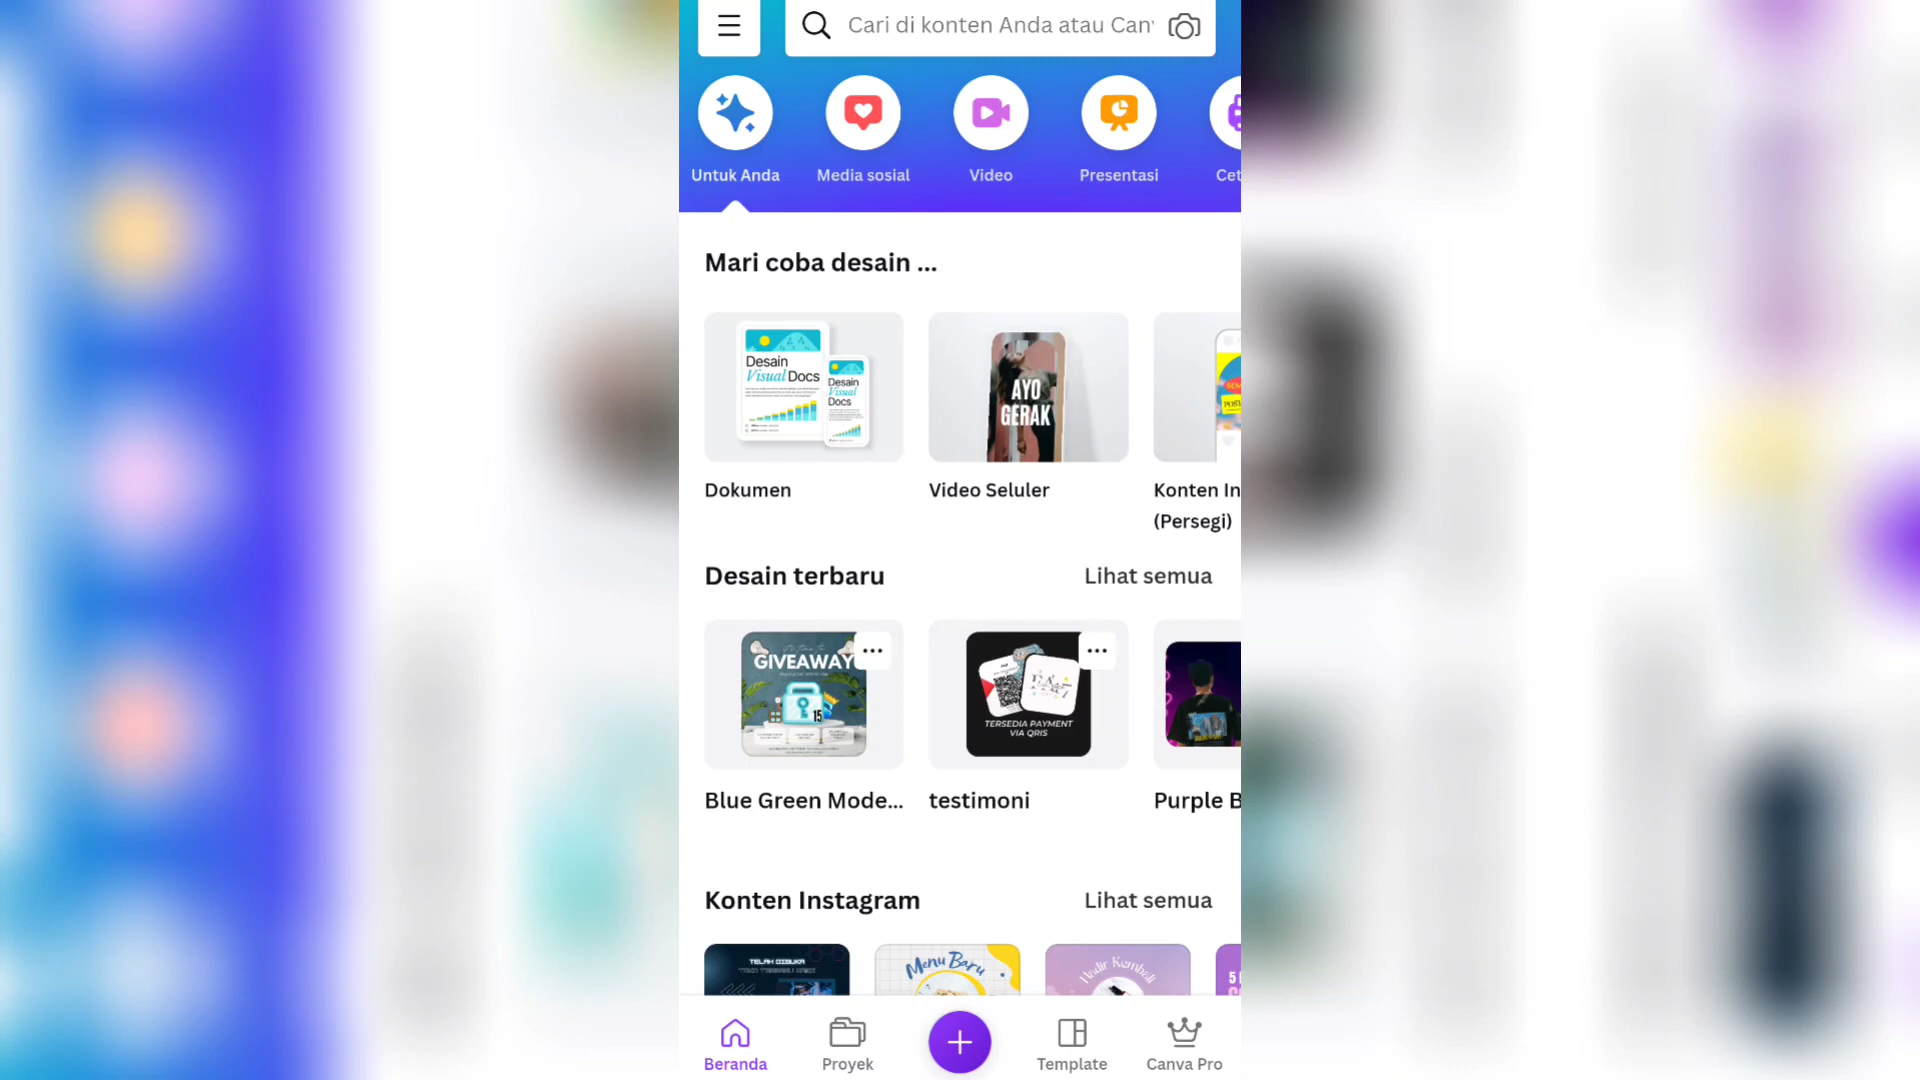 Cari di konten Anda atau Can
Untuk Anda
Media sosial
Video
Presentasi
Cet
Mari coba desain ...
Desain
Visual Docs
Desain
Visual
Docs
AYO
GERAK
Dokumen
Video Seluler
Konten In
(Persegi)
Desain terbaru
Lihat semua
GIVEAWAY
15
TERSEDIA PAYMENT
VIA QRIS
Blue Green Mode...
testimoni
Purple B
Konten Instagram
Lihat semua
TELAH DIBUKA
Menu Baru
Hadir Kembali
Beranda
Proyek
Template
Canva Pro